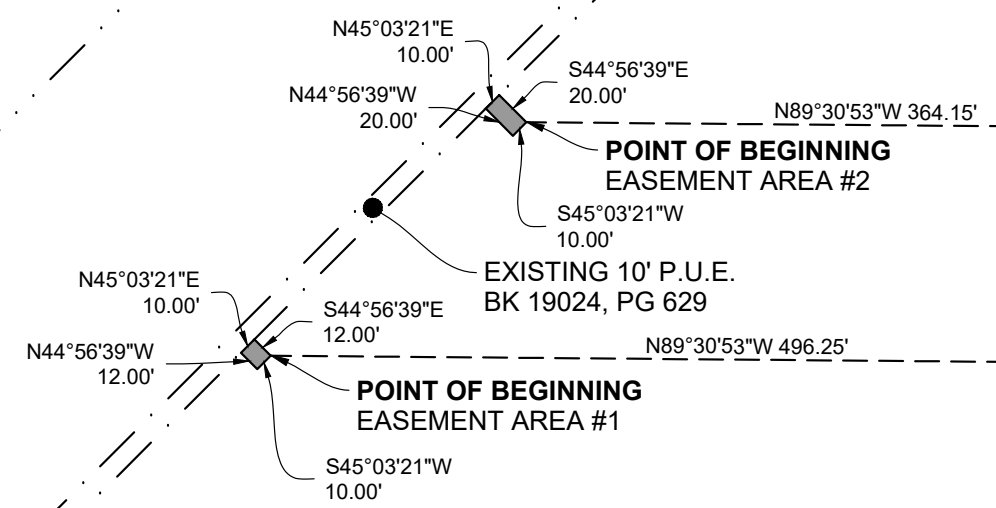 N45°03'21"E
10.00'
S44°56'39"E
20.00'
N44°56'39"W
20.00'
N89°30'53"W 364.15'
POINT OF BEGINNING
EASEMENT AREA #2
S45°03'21"W
10.00'
EXISTING 10' P.U.E.
BK 19024, PG 629
N45°03'21"E
10.00'
S44°56'39"E
12.00'
N44°56'39"W
12.00'
N89°30'53"W 496.25'
POINT OF BEGINNING
EASEMENT AREA #1
S45°03'21"W
10.00'